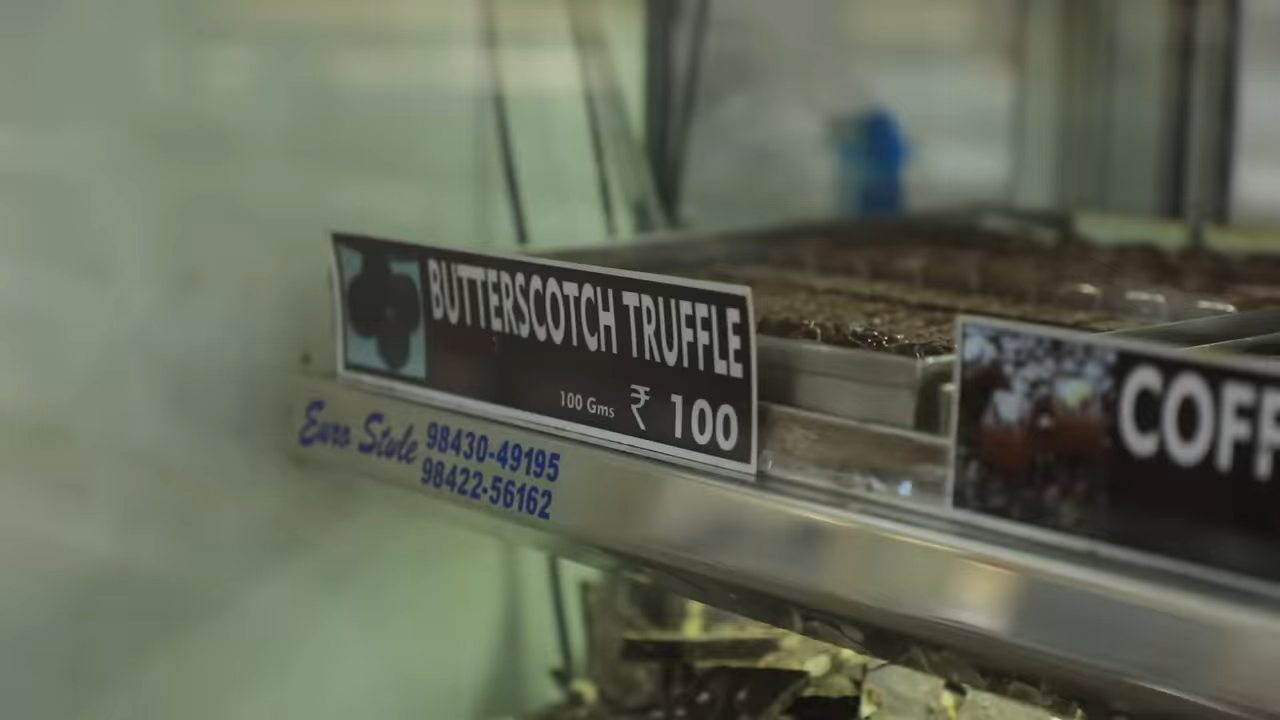 BUTTERSCOTCH TRUFFLE
100 Gms ₹ 100
Euro Style 98430-49195
98422-56162
COFF